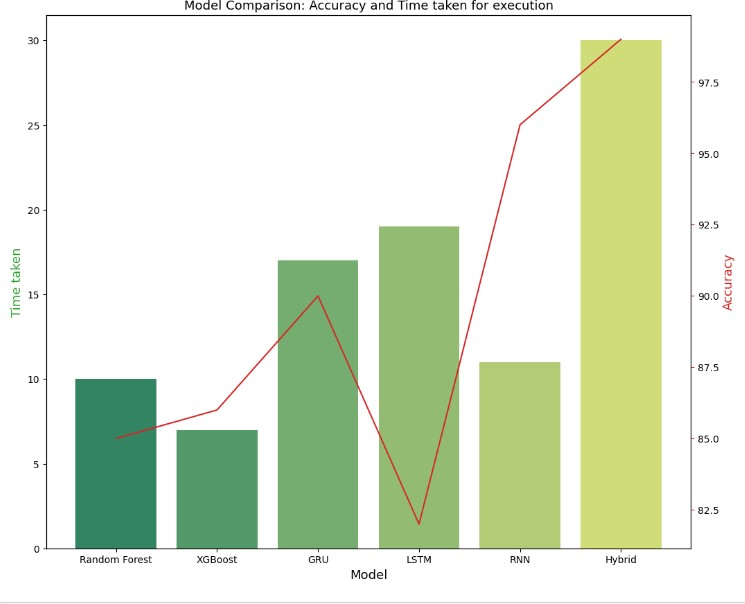 Model Comparison: Accuracy and Time taken for execution
30
25
20
15
10
5
0
Time taken
97.5
95.0
92.5
90.0
87.5
85.0
82.5
Accuracy
Random Forest XGBoost GRU LSTM RNN Hybrid
Model